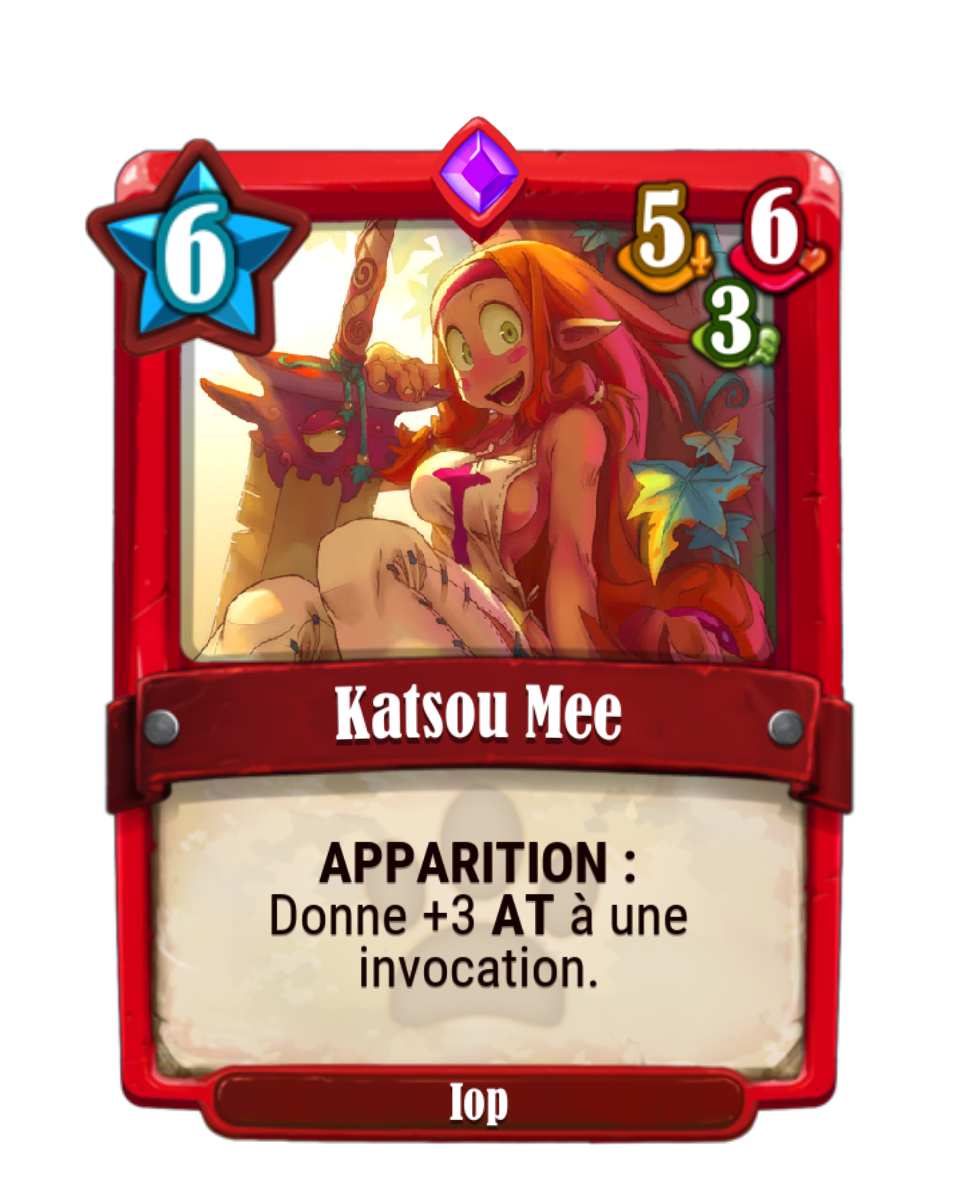 6
5
6
3
Katsou Mee
APPARITION :
Donne +3 AT à une
invocation.
Iop